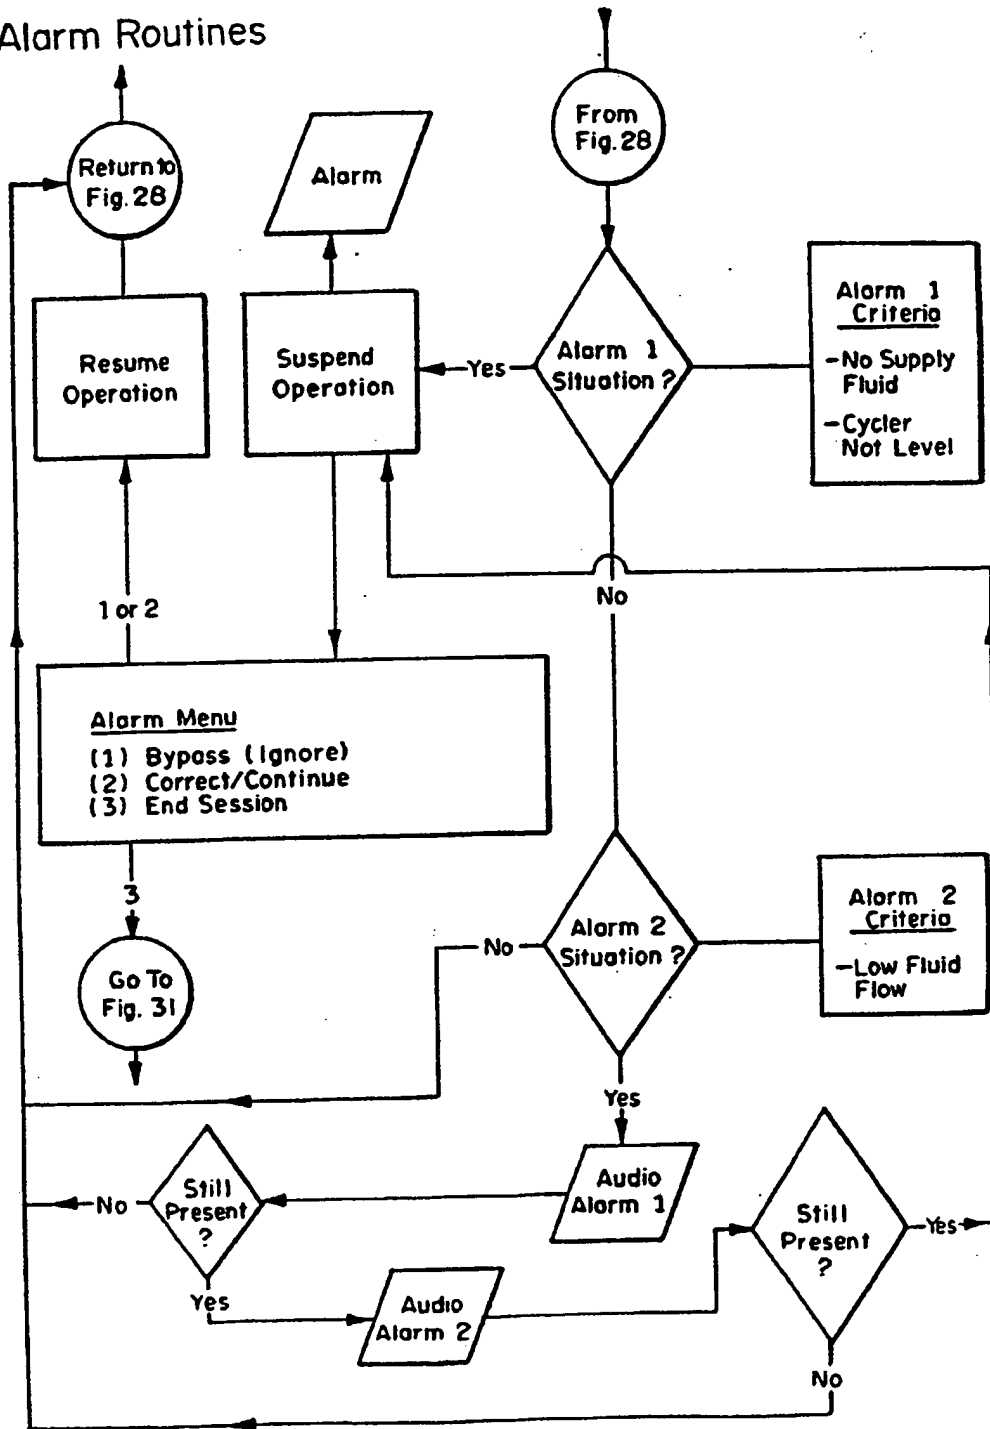 Alarm Routines
From
Fig. 28
Return to
Fig. 28
Alarm
Resume
Operation
Suspend
Operation
Yes
Alarm 1
Situation ?
Alarm 1
Criteria
-No Supply
Fluid
-Cycler
Not Level
1 or 2
No
Alarm Menu
(1) Bypass (Ignore)
(2) Correct/Continue
(3) End Session
3
Go To
Fig. 31
No
Alarm 2
Situation ?
Alarm 2
Criteria
-Low Fluid
Flow
Yes
Audio
Alarm 1
No
Still
Present
?
Yes
Audio
Alarm 2
Still
Present
?
Yes
No